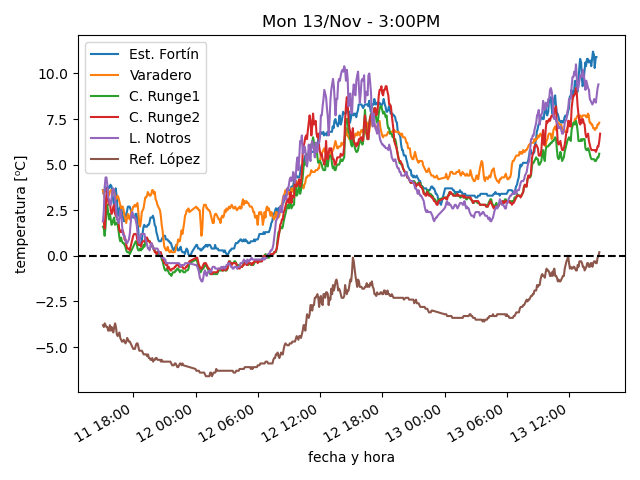 Mon 13/Nov - 3:00PM
temperatura [ºC]
10.0
7.5
5.0
2.5
0.0
−2.5
−5.0
Est. Fortín
Varadero
C. Runge1
C. Runge2
L. Notros
Ref. López
11 18:00
12 00:00
12 06:00
12 12:00
12 18:00
13 00:00
13 06:00
13 12:00
fecha y hora